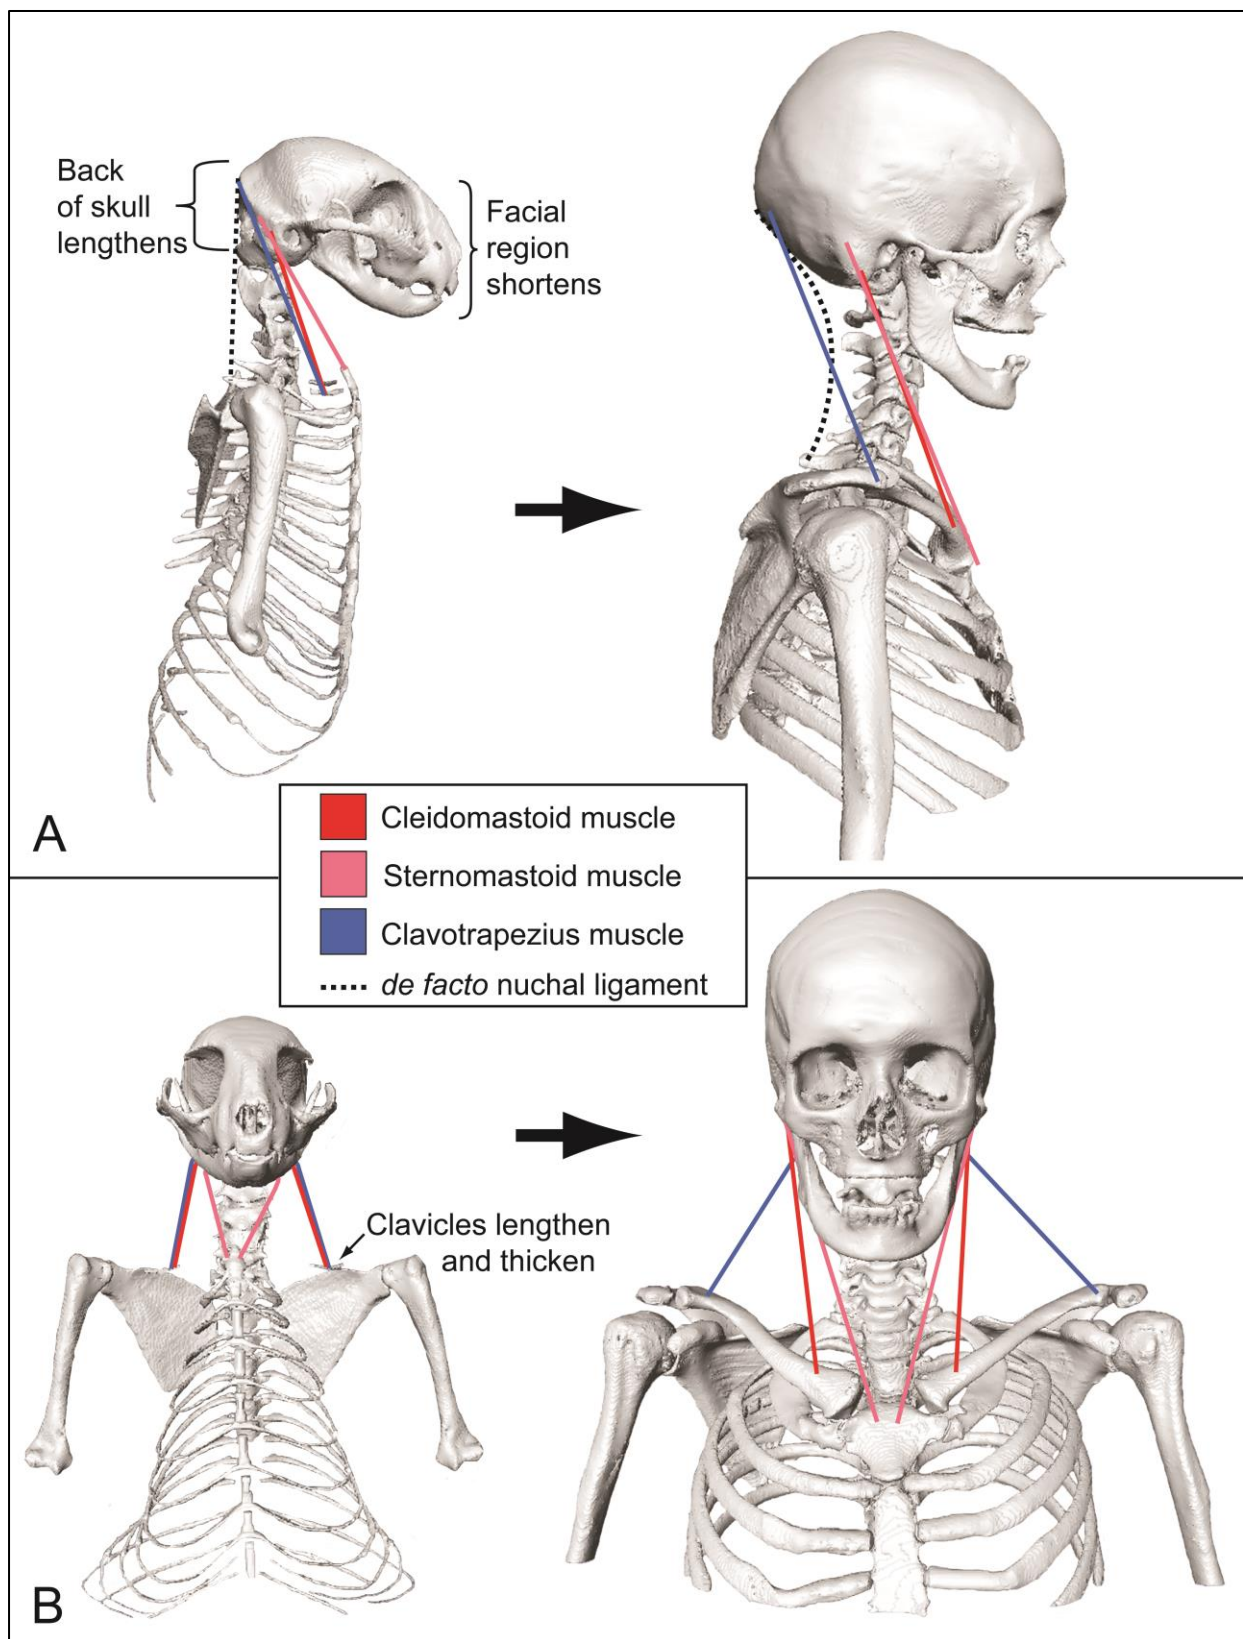 Back
of skull
lengthens
Facial
region
shortens
A
Cleidomastoid muscle
Sternomastoid muscle
Clavotrapezius muscle
de facto nuchal ligament
Clavicles lengthen
and thicken
B